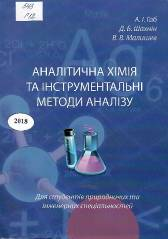 А. І. Габ
Д. Б. Шахнін
В. В. Малишев
АНАЛІТИЧНА ХІМІЯ
ТА ІНСТРУМЕНТАЛЬНІ
МЕТОДИ АНАЛІЗУ
2018
Для студентів природничих та
інженерних спеціальностей